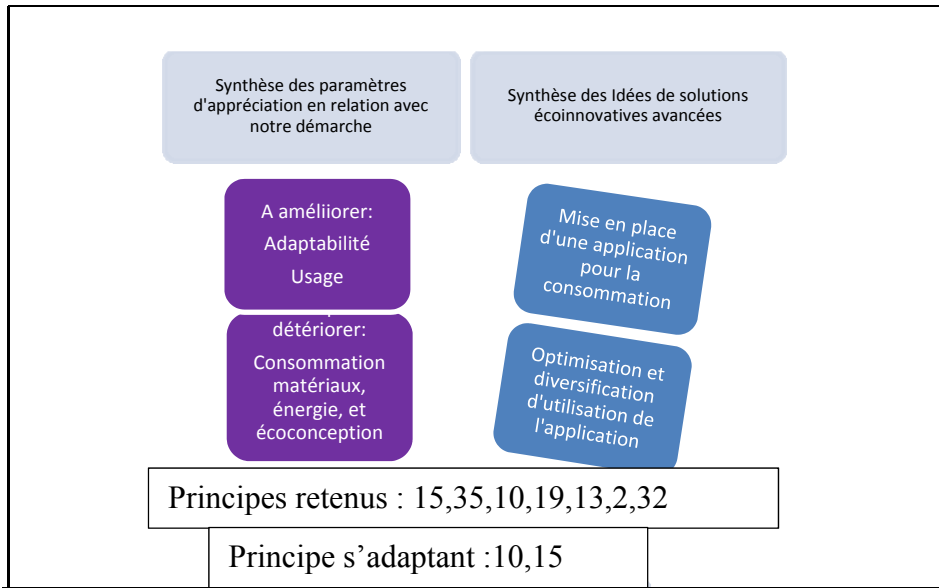 Synthèse des paramètres
d'appréciation en relation avec
notre démarche
Synthèse des Idées de solutions
écoinnovatives avancées
A améliiorer:
Adaptabilité
Usage
détériorer:
Consommation
matériaux,
énergie, et
écoconception
Mise en place
d'une application
pour la
consommation
Optimisation et
diversification
d'utilisation de
l'application
Principes retenus : 15,35,10,19,13,2,32
Principe s’adaptant :10,15